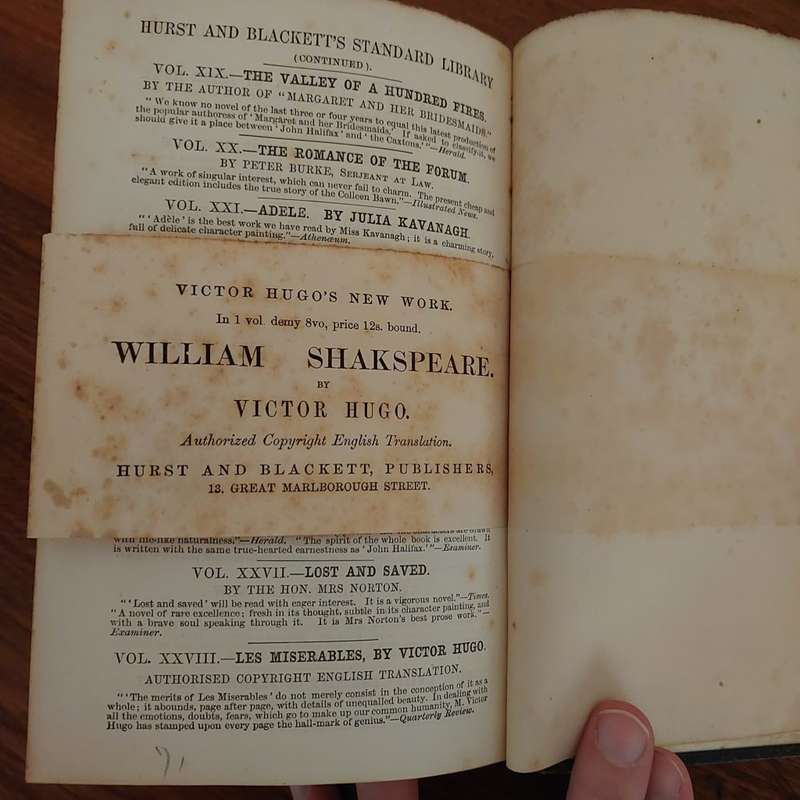 HURST AND BLACKETT'S STANDARD LIBRARY
(CONTINUED).
VOL. XIX.—THE VALLEY OF A HUNDRED FIRES.
BY THE AUTHOR OF "MARGARET AND HER BRIDESMAIDS."
"We know no novel of the last three or four years to equal this latest production of
the popular authoress of 'Margaret and her Bridesmaids.' If asked to classify it, we
should give it a place between 'John Halifax' and 'the Caxtons.'"—Herald.
VOL. XX.—THE ROMANCE OF THE FORUM.
BY PETER BURKE, SERJEANT AT LAW.
"A work of singular interest, which can never fail to charm. The present cheap and
elegant edition includes the true story of the Colleen Bawn."—Illustrated News.
VOL. XXI.—ADELE. BY JULIA KAVANAGH.
"'Adèle' is the best work we have read by Miss Kavanagh; it is a charming story,
full of delicate character painting."—Athenæum.
VICTOR HUGO'S NEW WORK.
In 1 vol demy 8vo, price 12s. bound.
WILLIAM SHAKSPEARE.
BY
VICTOR HUGO.
Authorized Copyright English Translation.
HURST AND BLACKETT, PUBLISHERS,
13, GREAT MARLBOROUGH STREET.
with life-like naturalness."—Herald. "The spirit of the whole book is excellent. It
is written with the same true-hearted earnestness as 'John Halifax.'"—Examiner.
VOL. XXVII.—LOST AND SAVED.
BY THE HON. MRS NORTON.
"'Lost and saved' will be read with eager interest. It is a vigorous novel."—Times.
"A novel of rare excellence; fresh in its thought, subtle in its character painting, and
with a brave soul speaking through it. It is Mrs Norton's best prose work."—
Examiner.
VOL. XXVIII.—LES MISERABLES, BY VICTOR HUGO.
AUTHORISED COPYRIGHT ENGLISH TRANSLATION.
"'The merits of Les Miserables' do not merely consist in the conception of it as a
whole; it abounds, page after page, with details of unequalled beauty. In dealing with
all the emotions, doubts, fears, which go to make up our common humanity, M. Victor
Hugo has stamped upon every page the hall-mark of genius."—Quarterly Review.